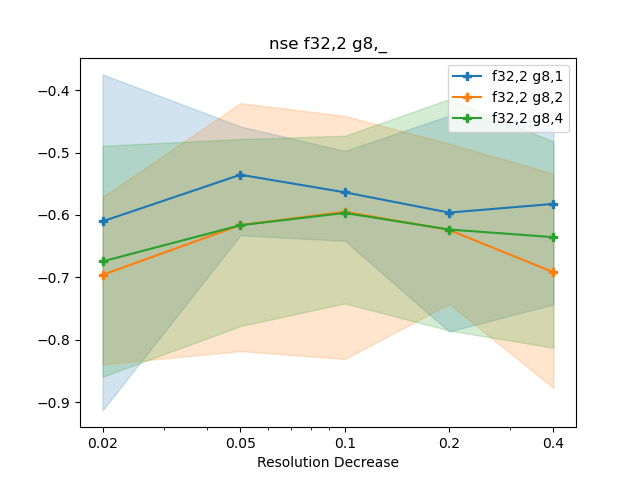 nse f32,2 g8,_
f32,2 g8,1
f32,2 g8,2
f32,2 g8,4
−0.4
−0.5
−0.6
−0.7
−0.8
−0.9
0.02 0.05 0.1 0.2 0.4
Resolution Decrease